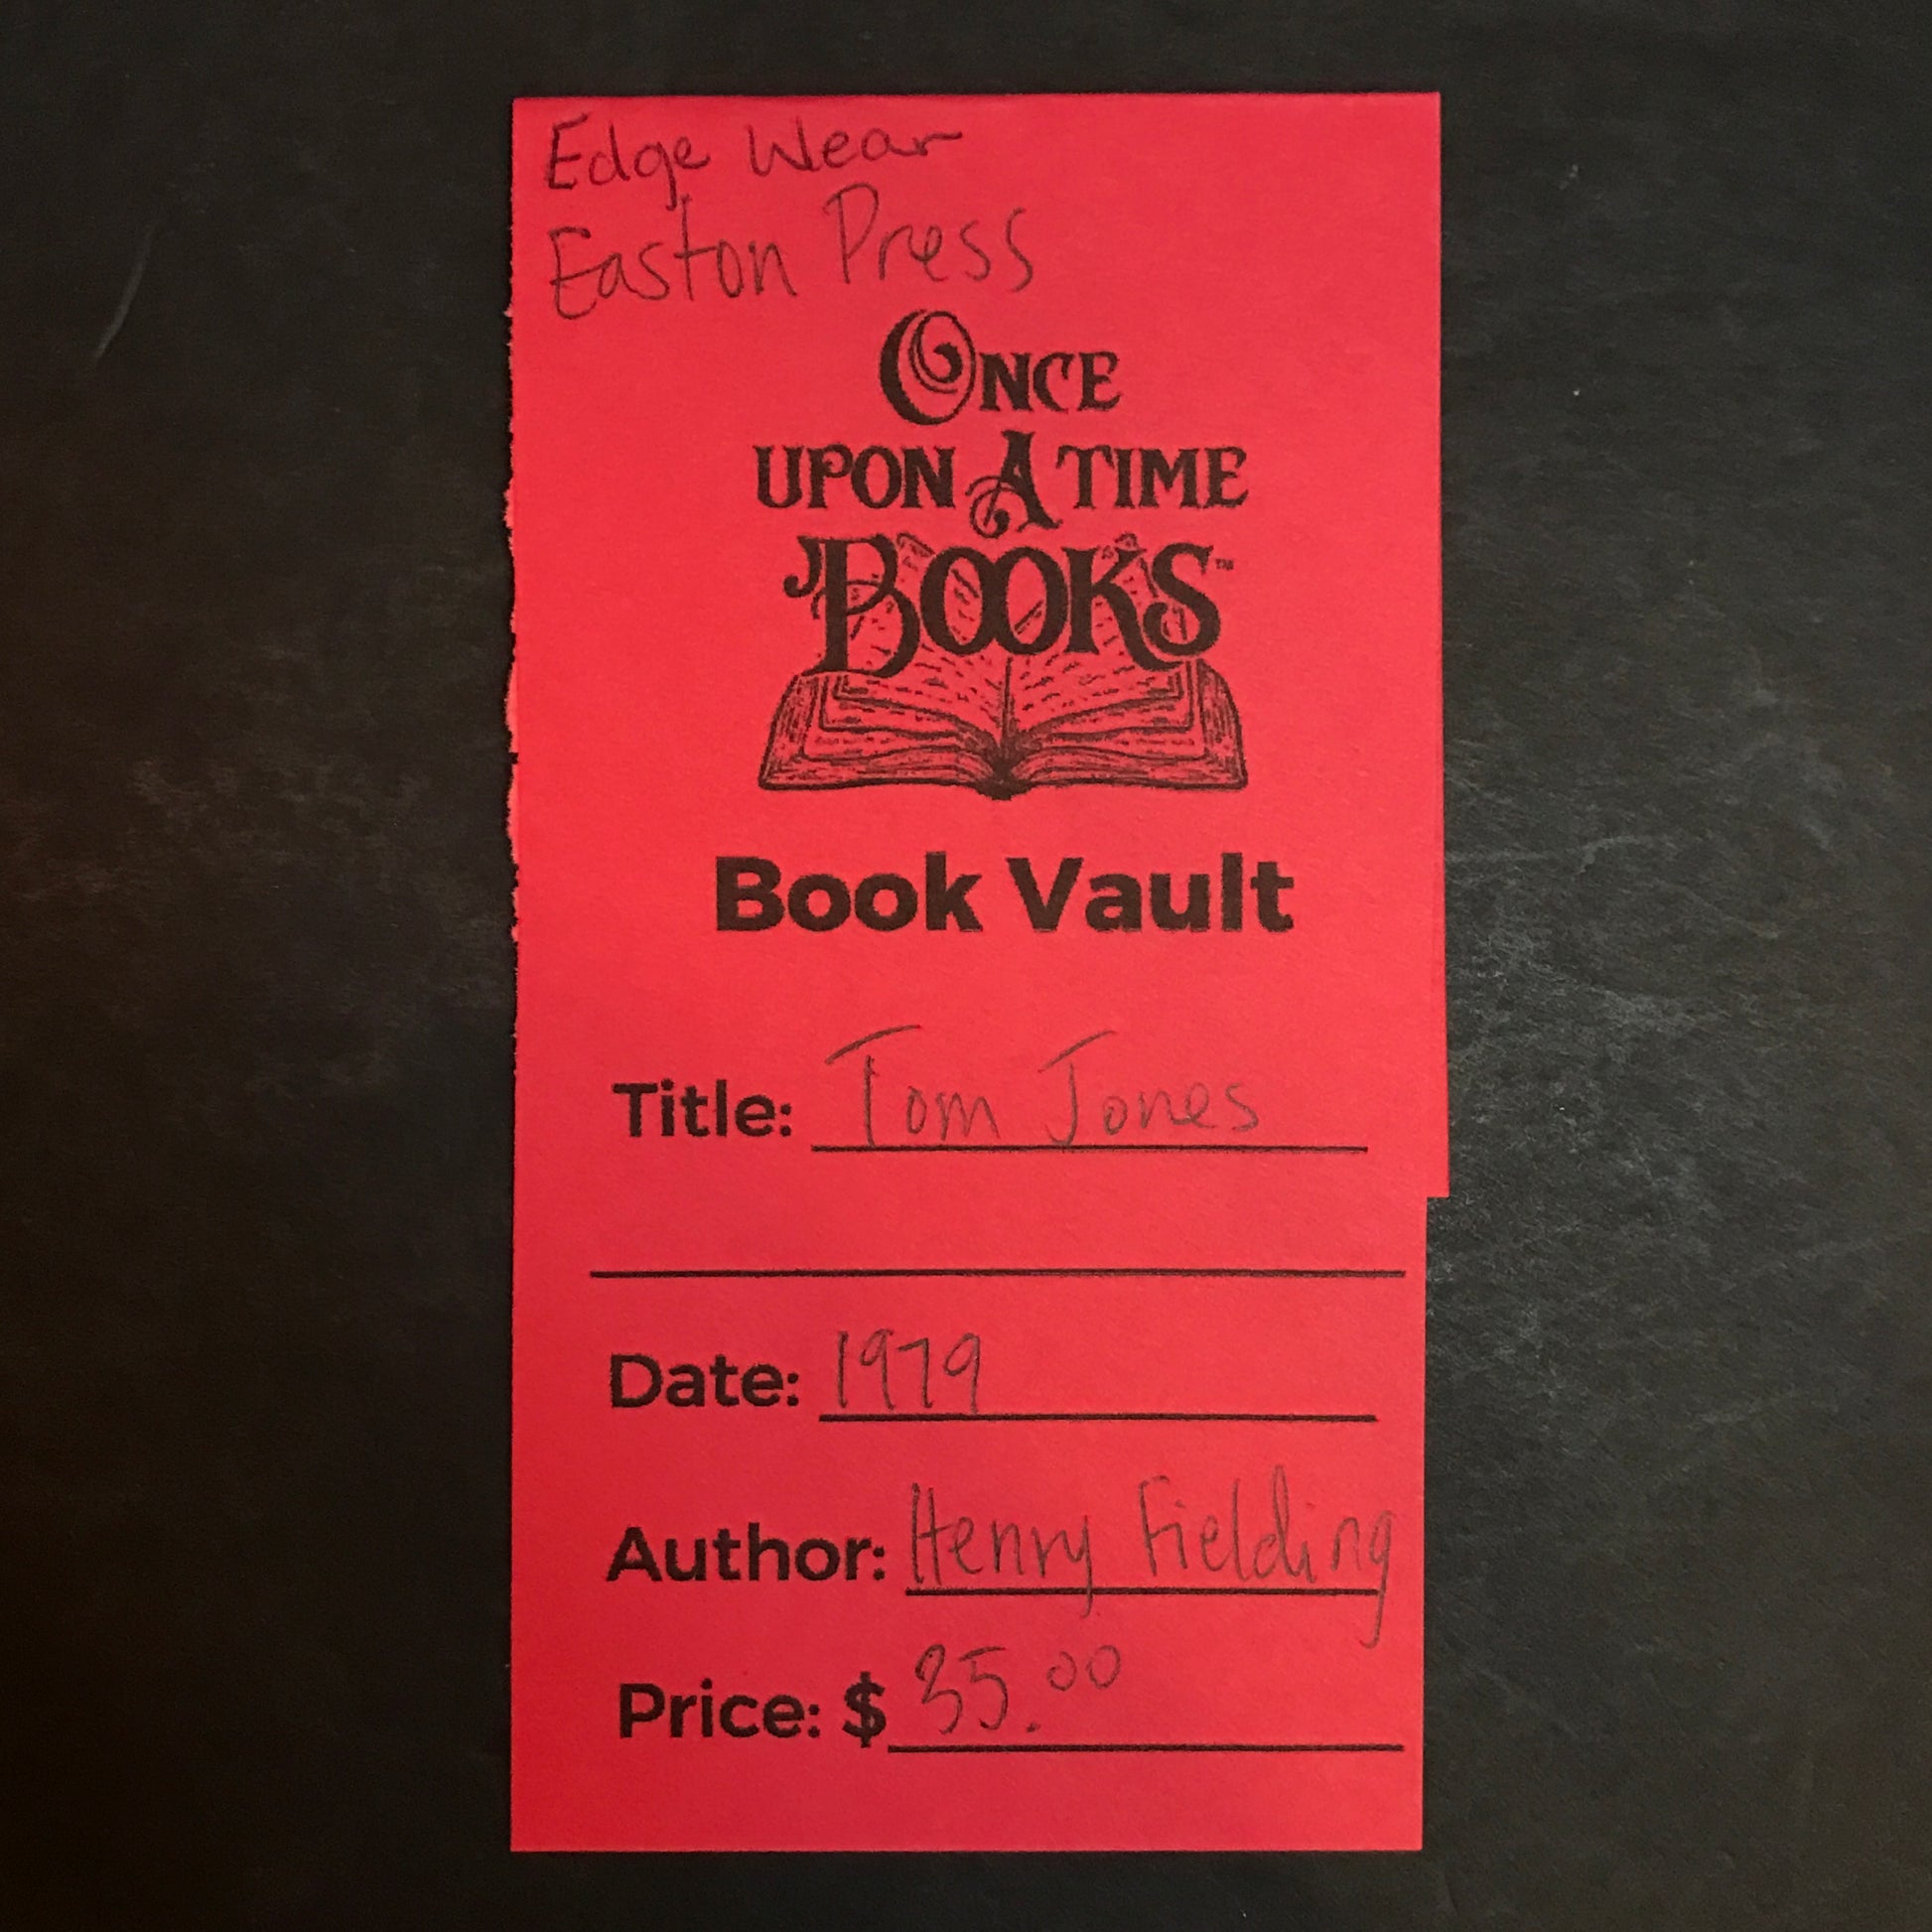 Edge Wear
Easton Press
ONCE
UPON A TIME
BOOKS™
Book Vault
Title: Tom Jones
Date: 1979
Author: Henry Fielding
Price: $35.00